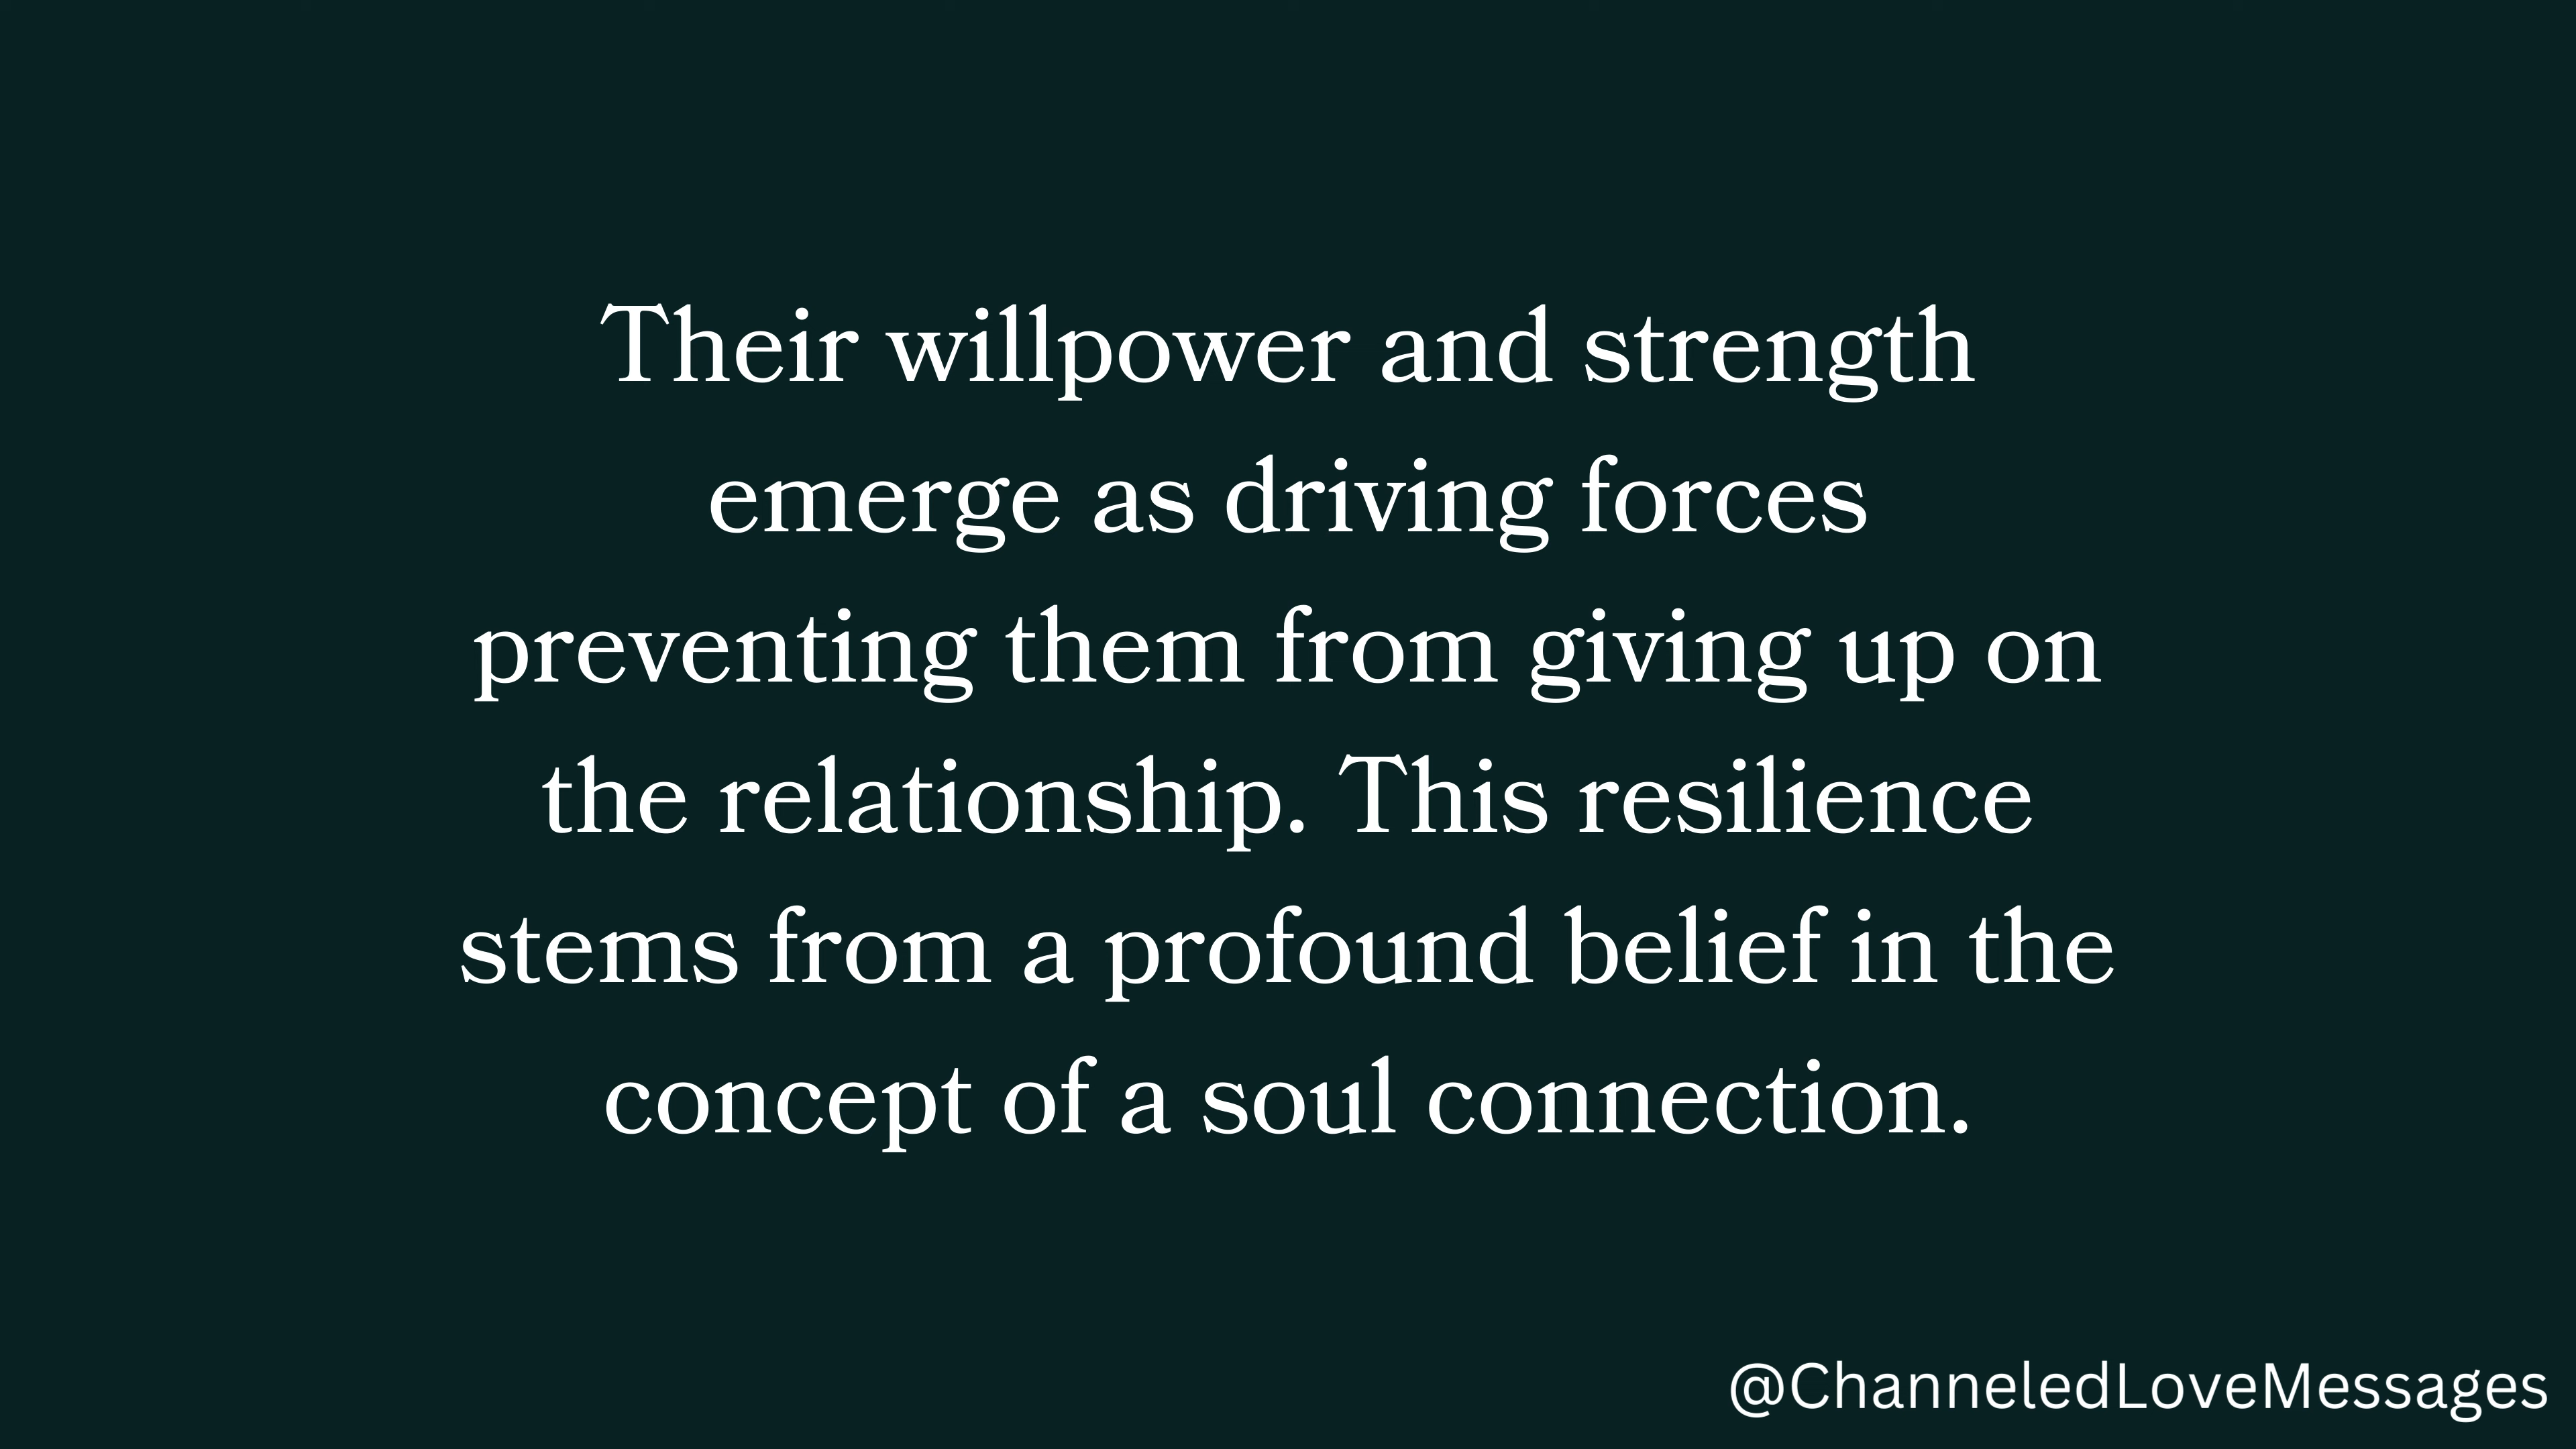 Their willpower and strength
emerge as driving forces
preventing them from giving up on
the relationship. This resilience
stems from a profound belief in the
concept of a soul connection.
@ChanneledLoveMessages